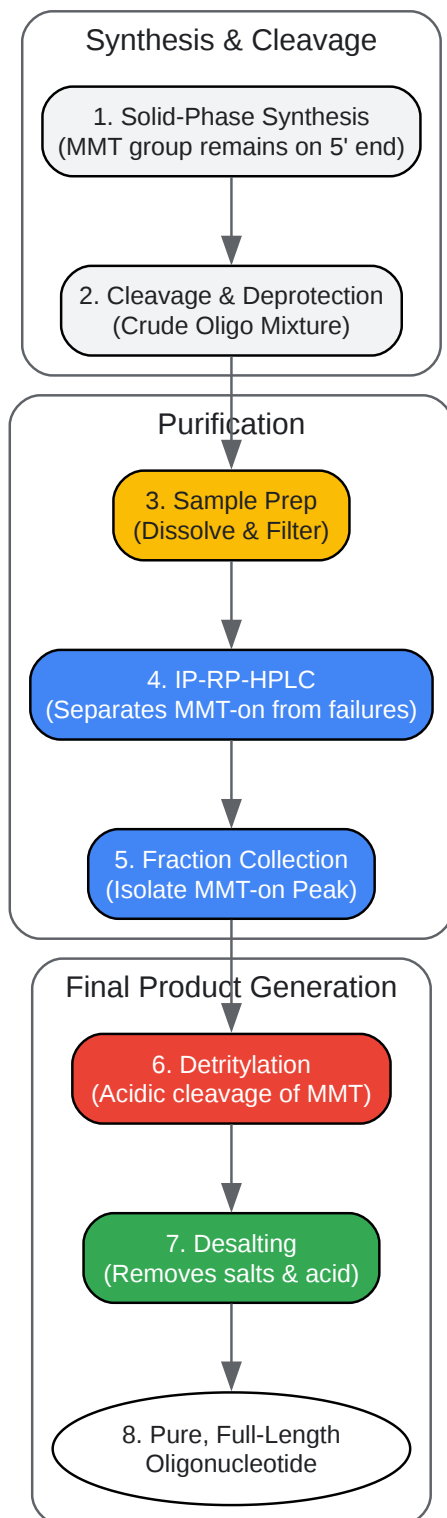 Synthesis & Cleavage
1. Solid-Phase Synthesis
(MMT group remains on 5' end)
2. Cleavage & Deprotection
(Crude Oligo Mixture)
Purification
3. Sample Prep
(Dissolve & Filter)
4. IP-RP-HPLC
(Separates MMT-on from failures)
5. Fraction Collection
(Isolate MMT-on Peak)
Final Product Generation
6. Detritylation
(Acidic cleavage of MMT)
7. Desalting
(Removes salts & acid)
8. Pure, Full-Length
Oligonucleotide